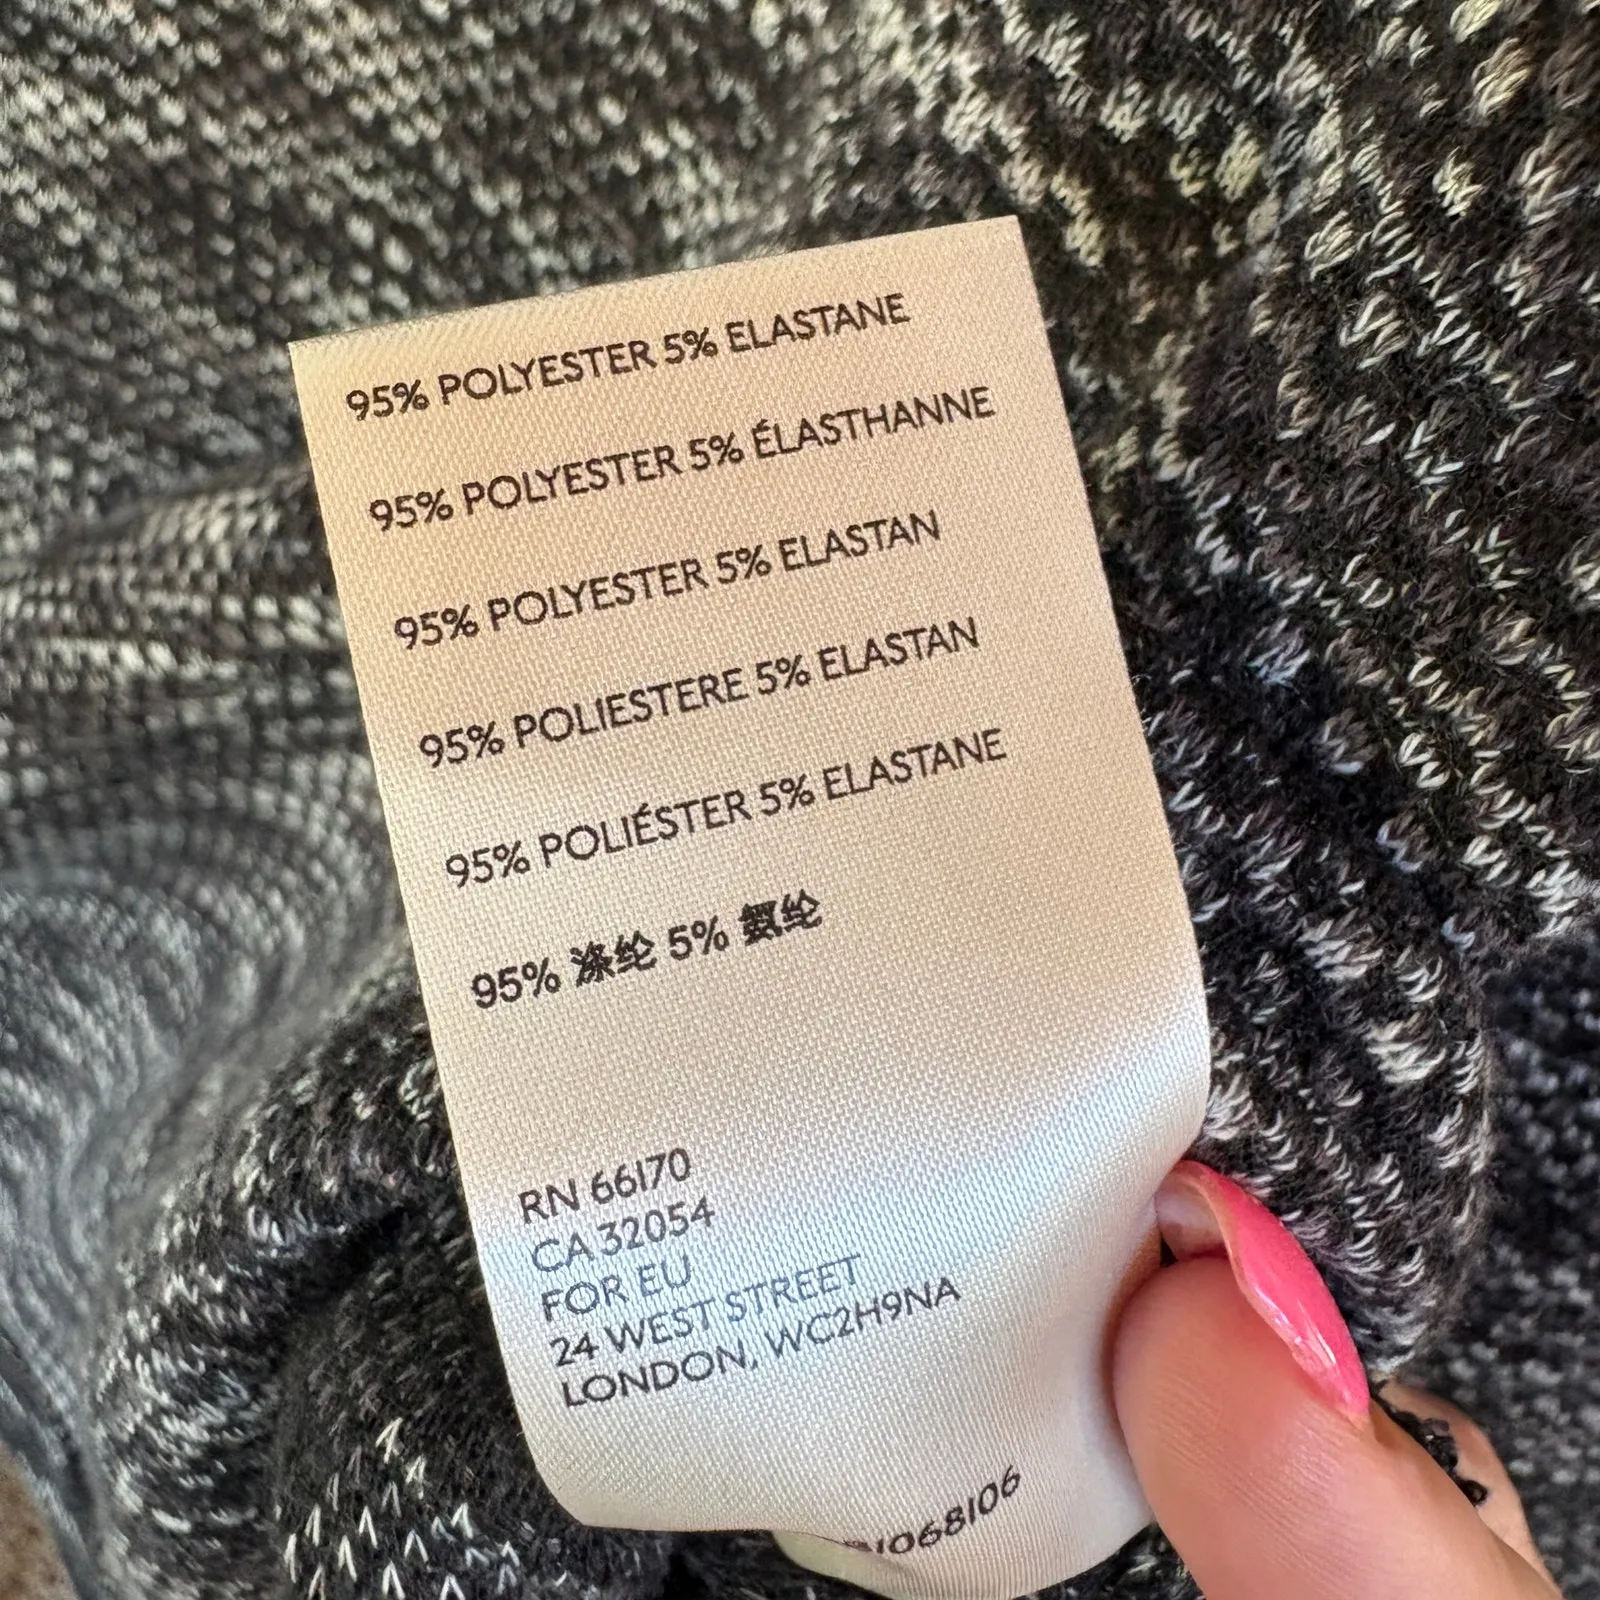 95% POLYESTER 5% ELASTANE
95% POLYESTER 5% ÉLASTHANNE
95% POLYESTER 5% ELASTAN
95% POLIESTERE 5% ELASTAN
95% POLIÉSTER 5% ELASTANE
95% 涤纶 5% 氨纶
RN 66170
CA 32054
FOR EU
24 WEST STREET
LONDON, WC2H9NA